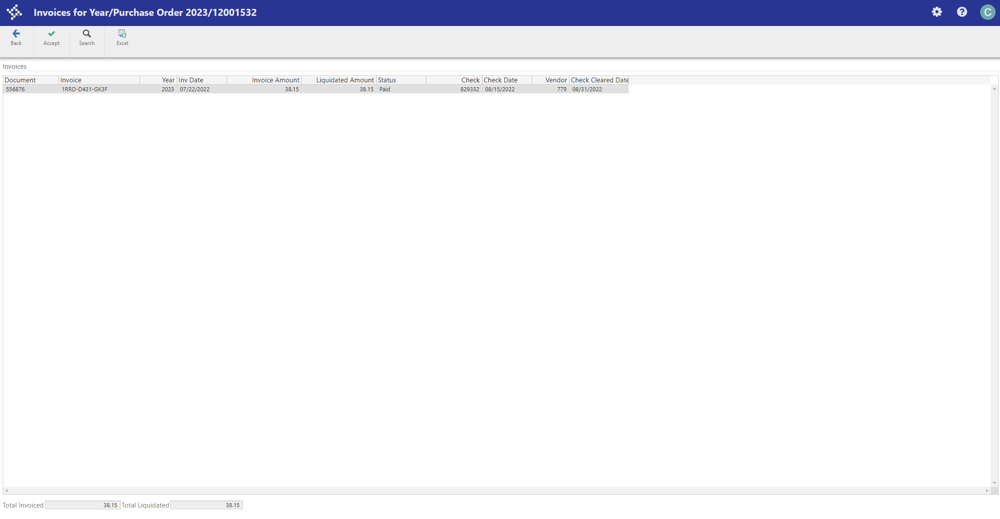 Invoices for Year/Purchase Order 2023/12001532
C
Back Accept Search Excel
Invoices
Document Invoice Year Inv Date Invoice Amount Liquidated Amount Status Check Check Date Vendor Check Cleared Date
556876 1RRD-D431-GK3F 2023 07/22/2022 38.15 38.15 Paid 829332 08/15/2022 779 08/31/2022
Total Invoiced 38.15 Total Liquidated 38.15